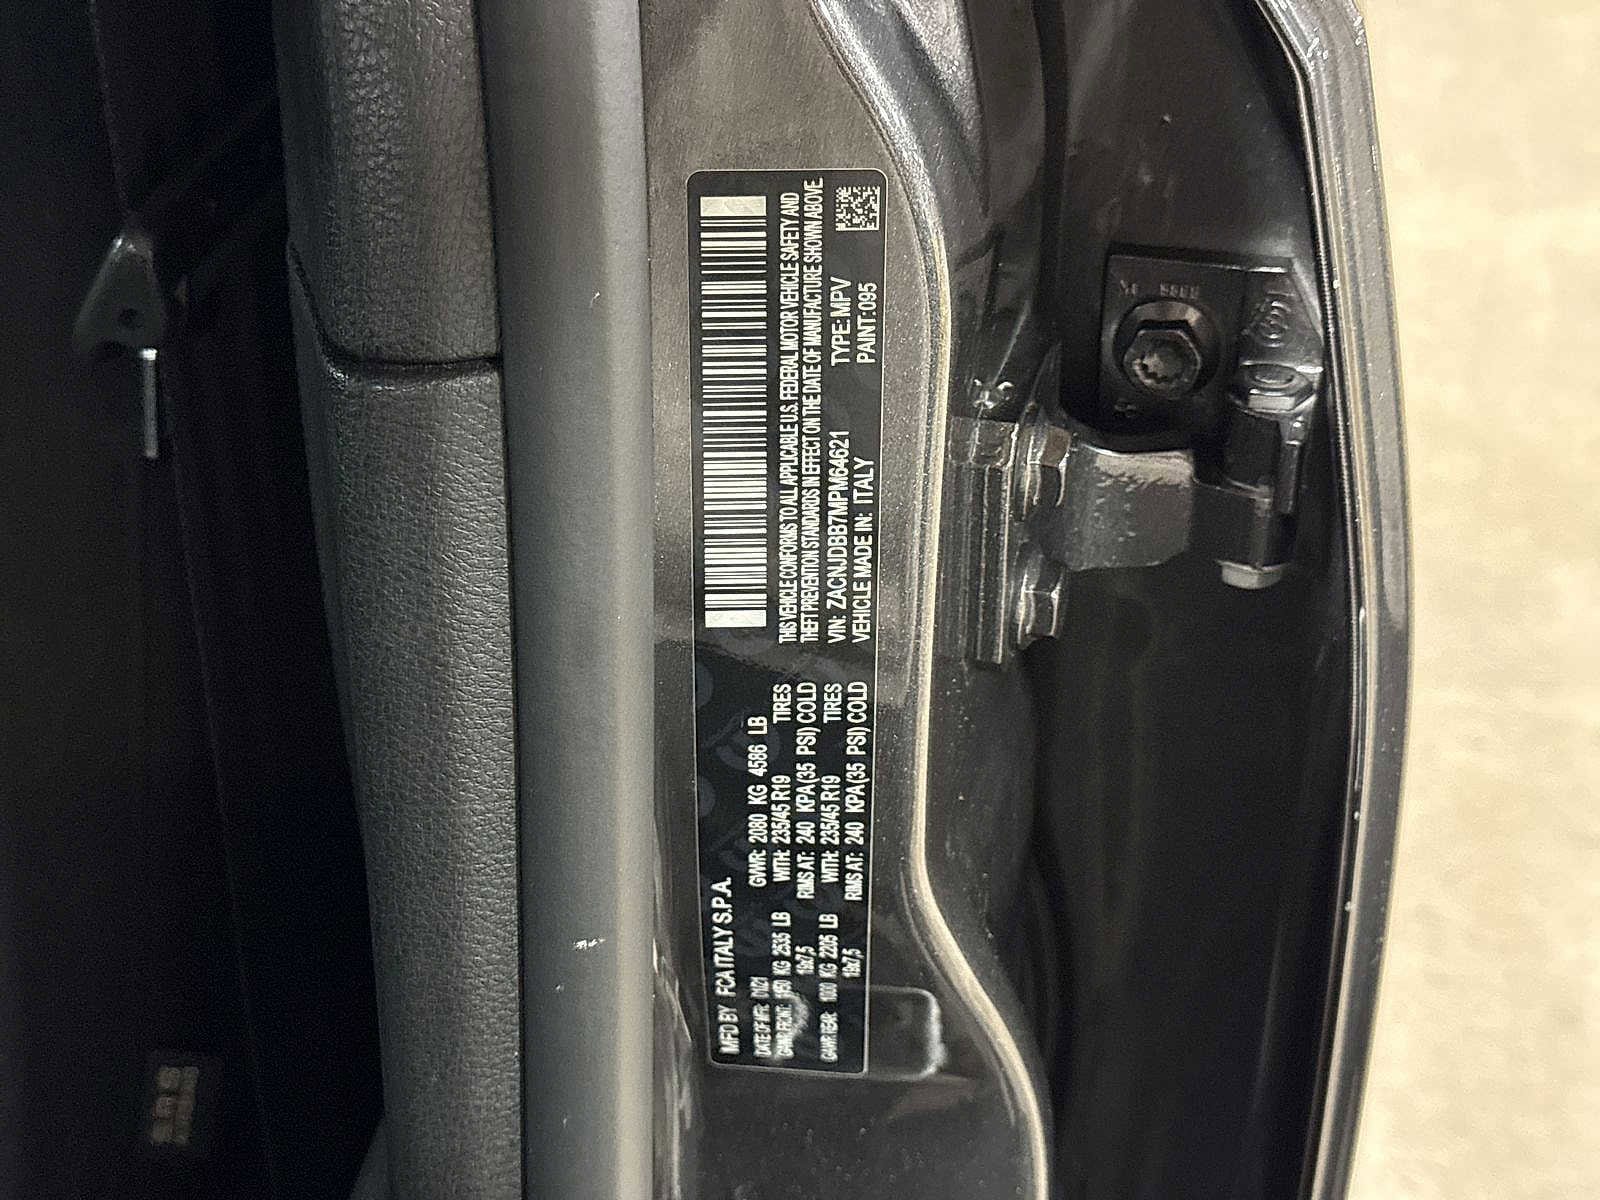 MFD BY FCA ITALY S.P.A.
DATE OF MFR:
GVWR: 2080 KG 4586 LB
GAWR FRONT: 1150 KG 2535 LB WITH: 235/45 R19 TIRES
19x7,5 RIMS AT: 240 KPA(35 PSI) COLD
GAWR REAR: 1000 KG 2205 LB WITH: 235/45 R19 TIRES
19x7,5 RIMS AT: 240 KPA(35 PSI) COLD
THIS VEHICLE CONFORMS TO ALL APPLICABLE U.S. FEDERAL MOTOR VEHICLE SAFETY AND
THEFT PREVENTION STANDARDS IN EFFECT ON THE DATE OF MANUFACTURE SHOWN ABOVE
VIN: ZACNJDBB7MPM64621 TYPE: MPV
VEHICLE MADE IN: ITALY PAINT:095
SRS